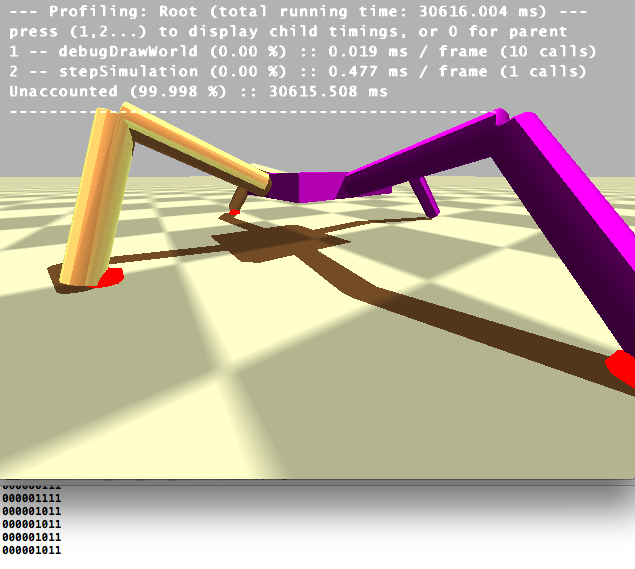 --- Profiling: Root (total running time: 30616.004 ms) ---
press (1,2...) to display child timings, or 0 for parent
1 -- debugDrawWorld (0.00 %) :: 0.019 ms / frame (10 calls)
2 -- stepSimulation (0.00 %) :: 0.477 ms / frame (1 calls)
Unaccounted (99.998 %) :: 30615.508 ms
-------------------------------------------------
000001111
000001111
000001011
000001011
000001011
000001011